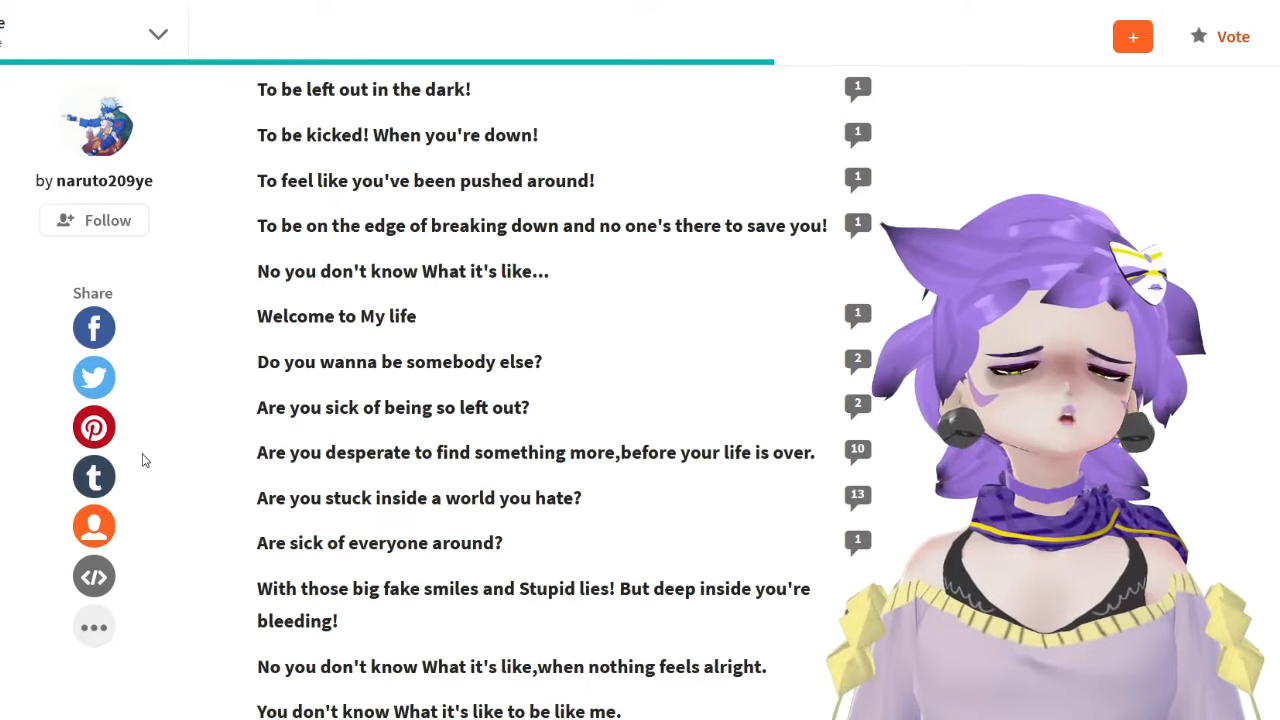 e
Vote
by naruto209ye
Follow
Share
To be left out in the dark!
1
To be kicked! When you're down!
1
To feel like you've been pushed around!
1
To be on the edge of breaking down and no one's there to save you!
1
No you don't know What it's like...
Welcome to My life
1
Do you wanna be somebody else?
2
Are you sick of being so left out?
2
Are you desperate to find something more,before your life is over.
10
Are you stuck inside a world you hate?
13
Are sick of everyone around?
1
With those big fake smiles and Stupid lies! But deep inside you're
bleeding!
No you don't know What it's like,when nothing feels alright.
You don't know What it's like to be like me.